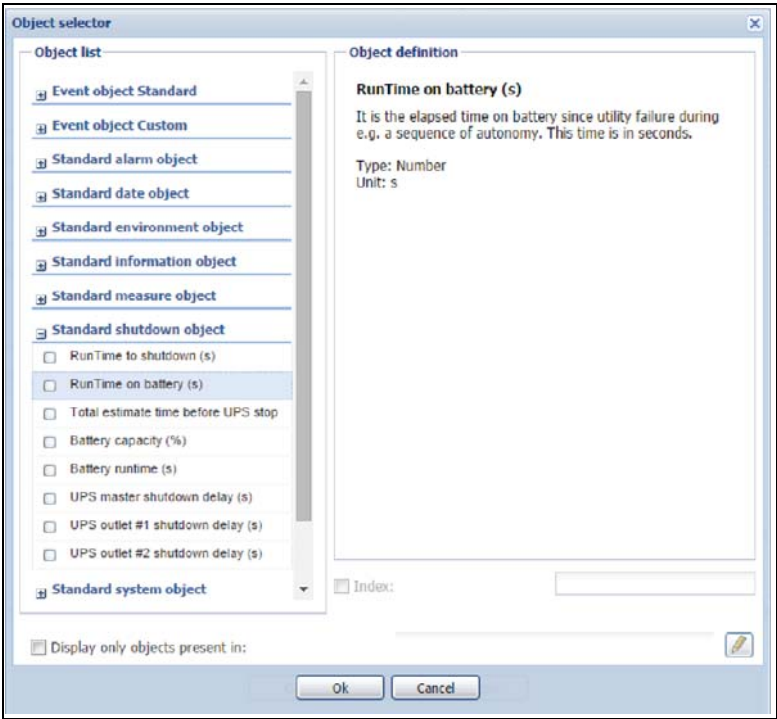 Object selector
Object list
Event object Standard
Event object Custom
Standard alarm object
Standard date object
Standard environment object
Standard information object
Standard measure object
Standard shutdown object
RunTime to shutdown (s)
RunTime on battery (s)
Total estimate time before UPS stop
Battery capacity (%)
Battery runtime (s)
UPS master shutdown delay (s)
UPS outlet #1 shutdown delay (s)
UPS outlet #2 shutdown delay (s)
Standard system object
Object definition
RunTime on battery (s)
It is the elapsed time on battery since utility failure during
e.g. a sequence of autonomy. This time is in seconds.
Type: Number
Unit: s
Index:
Display only objects present in:
Ok
Cancel